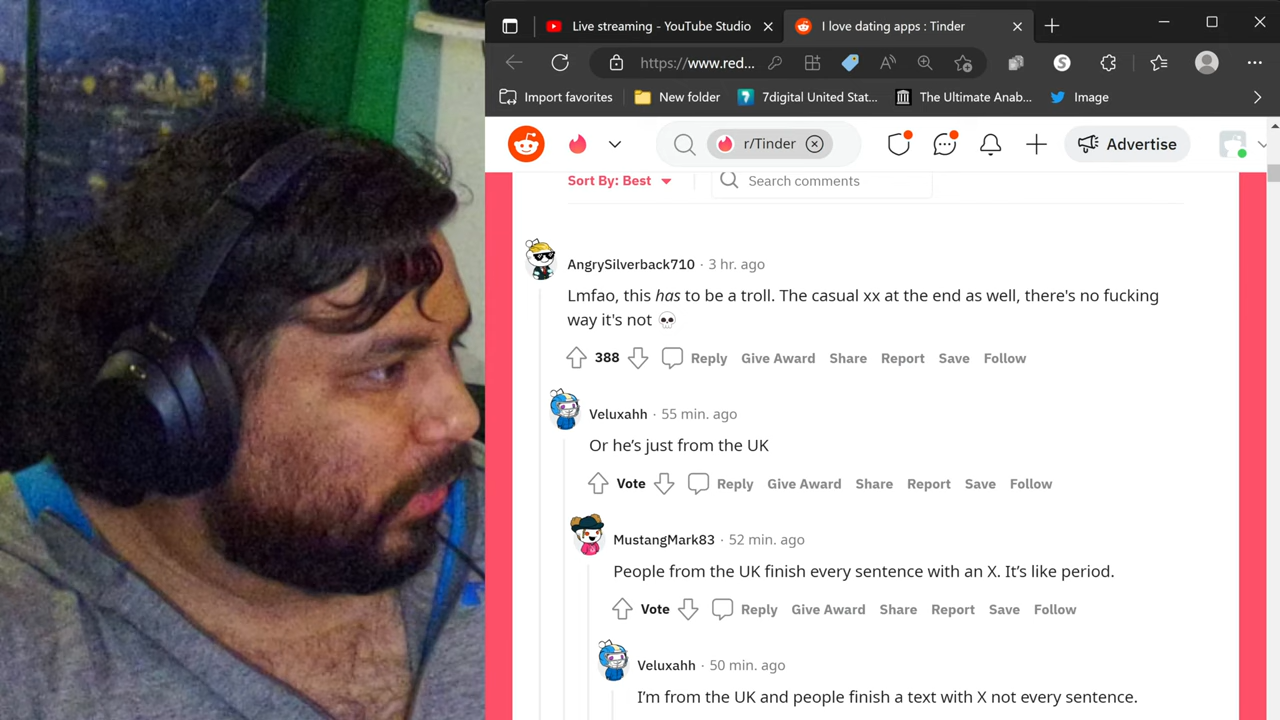 Live streaming - YouTube Studio
I love dating apps : Tinder
https://www.red...
Import favorites
New folder
7digital United Stat...
The Ultimate Anab...
Image
r/Tinder
Advertise
Sort By: Best
Search comments
AngrySilverback710 · 3 hr. ago
Lmfao, this has to be a troll. The casual xx at the end as well, there's no fucking
way it's not 💀
388 Reply Give Award Share Report Save Follow
Veluxahh · 55 min. ago
Or he's just from the UK
Vote Reply Give Award Share Report Save Follow
MustangMark83 · 52 min. ago
People from the UK finish every sentence with an X. It's like period.
Vote Reply Give Award Share Report Save Follow
Veluxahh · 50 min. ago
I'm from the UK and people finish a text with X not every sentence.